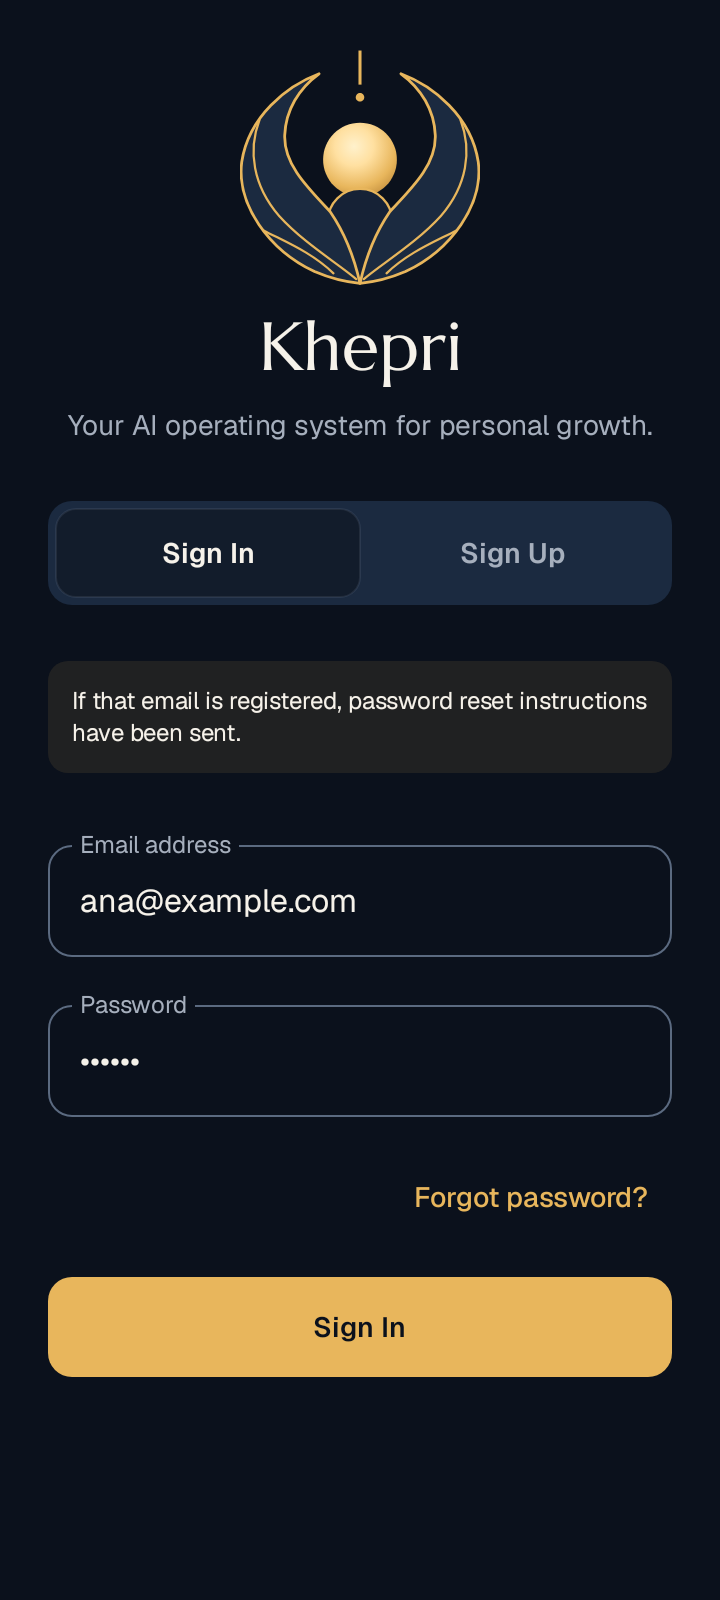 Khepri
Your AI operating system for personal growth.
Sign In
Sign Up
If that email is registered, password reset instructions
have been sent.
Email address
ana@example.com
Password
••••••
Forgot password?
Sign In